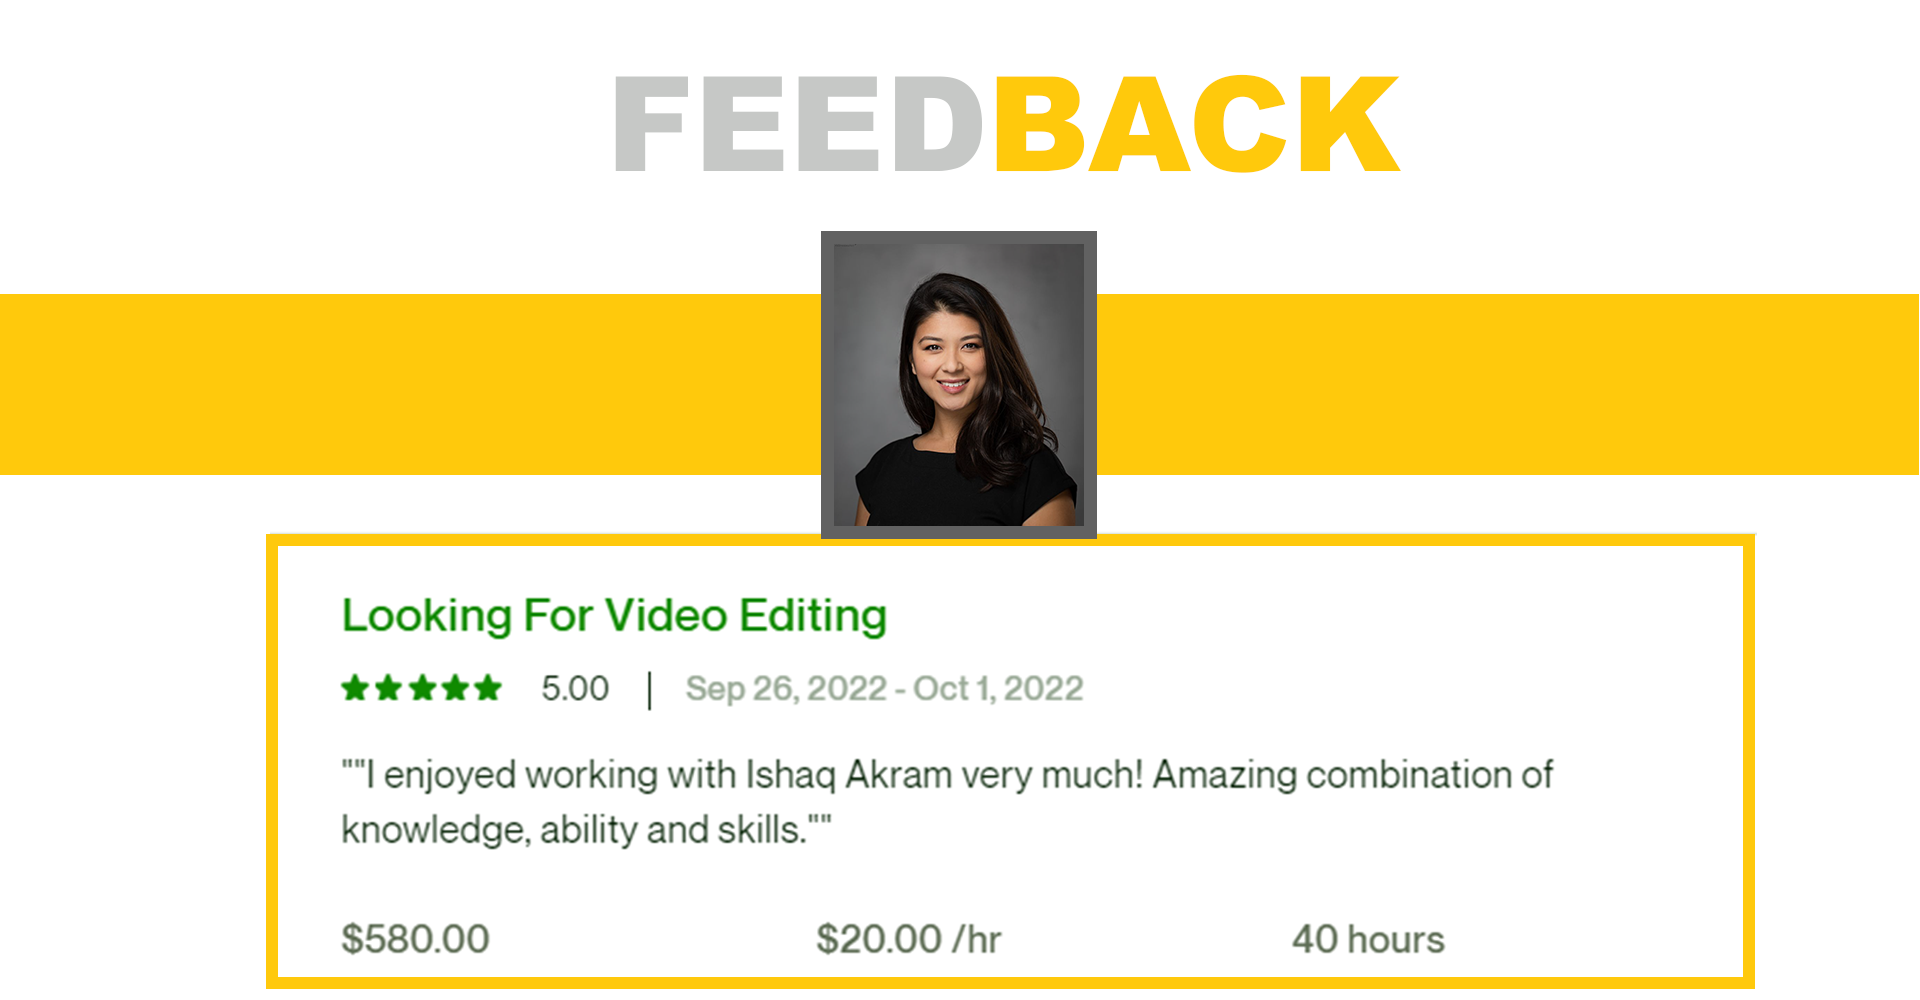 FEEDBACK
Looking For Video Editing
5.00 | Sep 26, 2022 - Oct 1, 2022
""I enjoyed working with Ishaq Akram very much! Amazing combination of
knowledge, ability and skills.""
$580.00 $20.00 /hr 40 hours